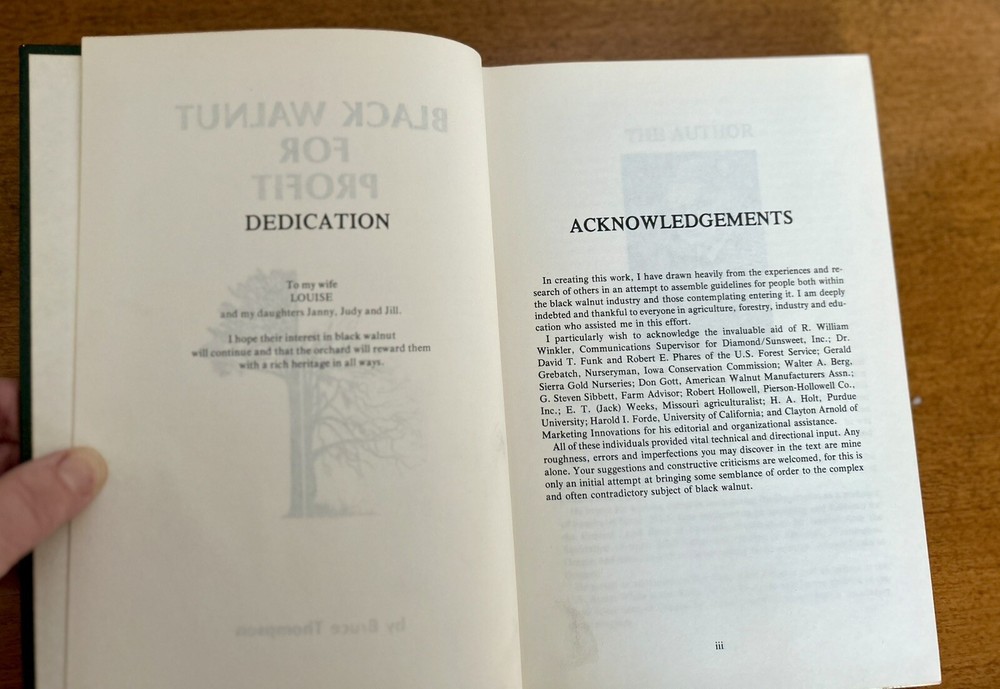 BLACK WALNUT
FOR
PROFIT
DEDICATION
To my wife
LOUISE
and my daughters Janny, Judy and Jill.
I hope their interest in black walnut
will continue and that the orchard will reward them
with a rich heritage in all ways.
by Bruce Thompson
THE AUTHOR
ACKNOWLEDGEMENTS
In creating this work, I have drawn heavily from the experiences and re-
search of others in an attempt to assemble guidelines for people both within
the black walnut industry and those contemplating entering it. I am deeply
indebted and thankful to everyone in agriculture, forestry, industry and edu-
cation who assisted me in this effort.
I particularly wish to acknowledge the invaluable aid of R. William
Winkler, Communications Supervisor for Diamond/Sunsweet, Inc.; Dr.
David T. Funk and Robert E. Phares of the U.S. Forest Service; Gerald
Grebatch, Nurseryman, Iowa Conservation Commission; Walter A. Berg,
Sierra Gold Nurseries; Don Gott, American Walnut Manufacturers Assn.;
G. Steven Sibbett, Farm Advisor; Robert Hollowell, Pierson-Hollowell Co.,
Inc.; E. T. (Jack) Weeks, Missouri agriculturalist; H. A. Holt, Purdue
University; Harold I. Forde, University of California; and Clayton Arnold of
Marketing Innovations for his editorial and organizational assistance.
All of these individuals provided vital technical and directional input. Any
roughness, errors and imperfections you may discover in the text are mine
alone. Your suggestions and constructive criticisms are welcomed, for this is
only an initial attempt at bringing some semblance of order to the complex
and often contradictory subject of black walnut.
iii